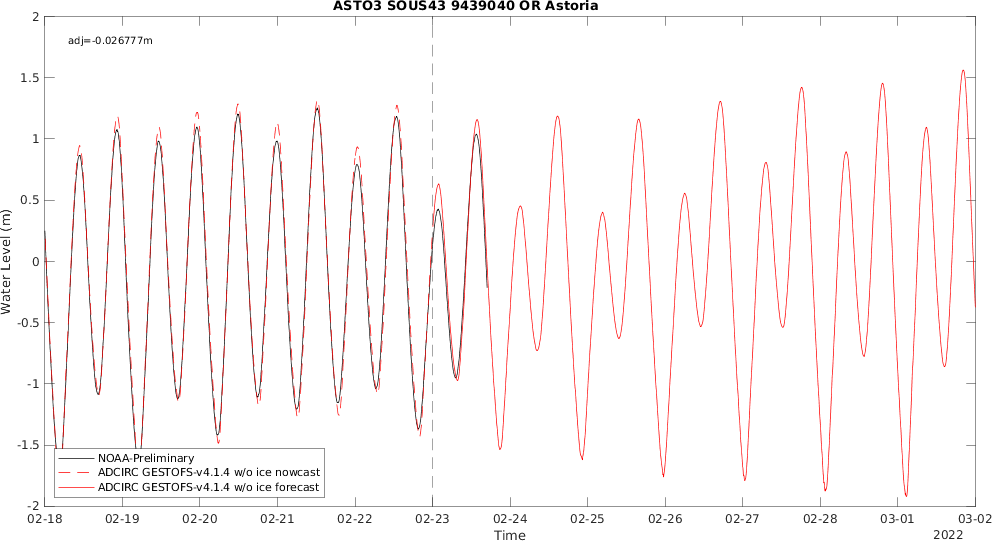 ASTO3 SOUS43 9439040 OR Astoria
adj=-0.026777m
Water Level (m)
2
1.5
1
0.5
0
-0.5
-1
-1.5
-2
NOAA-Preliminary
ADCIRC GESTOFS-v4.1.4 w/o ice nowcast
ADCIRC GESTOFS-v4.1.4 w/o ice forecast
02-18 02-19 02-20 02-21 02-22 02-23 02-24 02-25 02-26 02-27 02-28 03-01 03-02
Time
2022